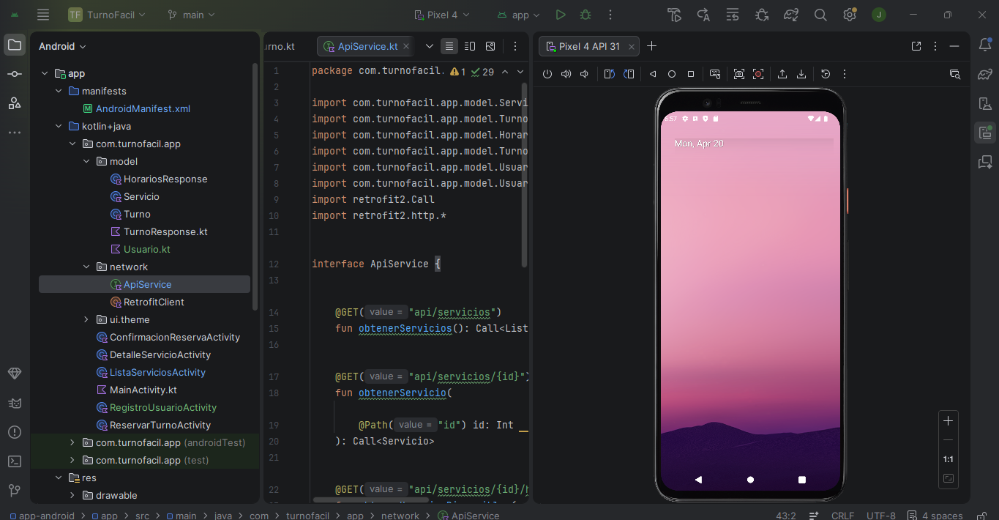 TF TurnoFacil main Pixel 4 app J
Android
app
manifests
AndroidManifest.xml
kotlin+java
com.turnofacil.app
model
HorariosResponse
Servicio
Turno
TurnoResponse.kt
Usuario.kt
network
ApiService
RetrofitClient
ui.theme
ConfirmacionReservaActivity
DetalleServicioActivity
ListaServiciosActivity
MainActivity.kt
RegistroUsuarioActivity
ReservarTurnoActivity
com.turnofacil.app (androidTest)
com.turnofacil.app (test)
res
drawable
urno.kt ApiService.kt
1 package com.turnofacil. 1 29
2
3 import com.turnofacil.app.model.Servi
4 import com.turnofacil.app.model.Turno
5 import com.turnofacil.app.model.Horar
6 import com.turnofacil.app.model.Turno
7 import com.turnofacil.app.model.Usuar
8 import com.turnofacil.app.model.Usuar
9 import retrofit2.Call
10 import retrofit2.http.*
11
12 interface ApiService {
13
14 @GET( value = "api/servicios")
15 fun obtenerServicios(): Call<List
16
17 @GET( value = "api/servicios/{id}")
18 fun obtenerServicio(
19 @Path( value = "id") id: Int
20 ): Call<Servicio>
21
22 @GET( value = "api/servicios/{id}/h
Pixel 4 API 31
6:57
Mon, Apr 20
1:1
app-android > app > src > main > java > com > turnofacil > app > network > ApiService 43:2 CRLF UTF-8 4 spaces